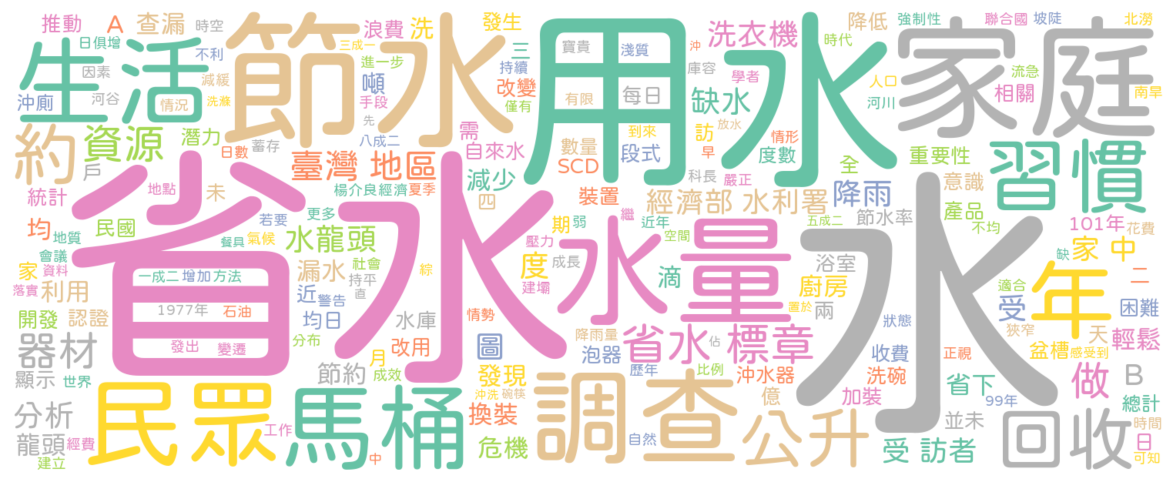 省水
用水
水
節水
家庭
水量
生活
習慣
年
民眾
馬桶
調查
公升
回收
約
資源
臺灣 地區
水龍頭
器材
省水 標章
經濟部 水利署
洗衣機
缺水
降雨
推動
A
查漏
時空
浪費
洗
發生
三
降低
強制性
聯合國
坡陡
北澇
日俱增
不利
三成一
進一步
持續
寶貴
淺質
沖
庫容
時代
因素
減緩
噸
改變
學者
人口
流急
沖廁
河谷
情況
洗滌
手段
僅有
有限
每日
相關
南旱
河川
先
數量
到來
訪
放水
情形
潛力
日數
蓄存
八成二
需
自來水
SCD
段式
早
度數
全
重要性
戶
科長
嚴正
統計
地點
未
楊介良
經濟
夏季
減少
四
裝置
意識
均
地質
民國
若要
更多
期
弱
繼
近年
五成二
節水率
產品
不均
101年
花費
會議
餐具
氣候
壓力
空間
度
成長
建壩
滴
浴室
廚房
缺
家 中
家
資料
一成二
增加
方法
漏水
社會
持平
直
綜
近
警告
適合
受
二
困難
落實
利用
1977年
石油
均日
水庫
情勢
置於
兩
狀態
狹窄
天
開發
認證
發出
變遷
分布
月
改用
圖
降雨量
泡器
佔
收費
正視
盆槽
感受到
輕鬆
顯示
世界
節約
成效
發現
歷年
比例
沖水器
洗碗
省下
做
B
分析
沖洗
碗筷
換裝
億
加裝
99年
總計
龍頭
經費
建立
工作
中
危機
自然
受 訪者
並未
時間
日
可知